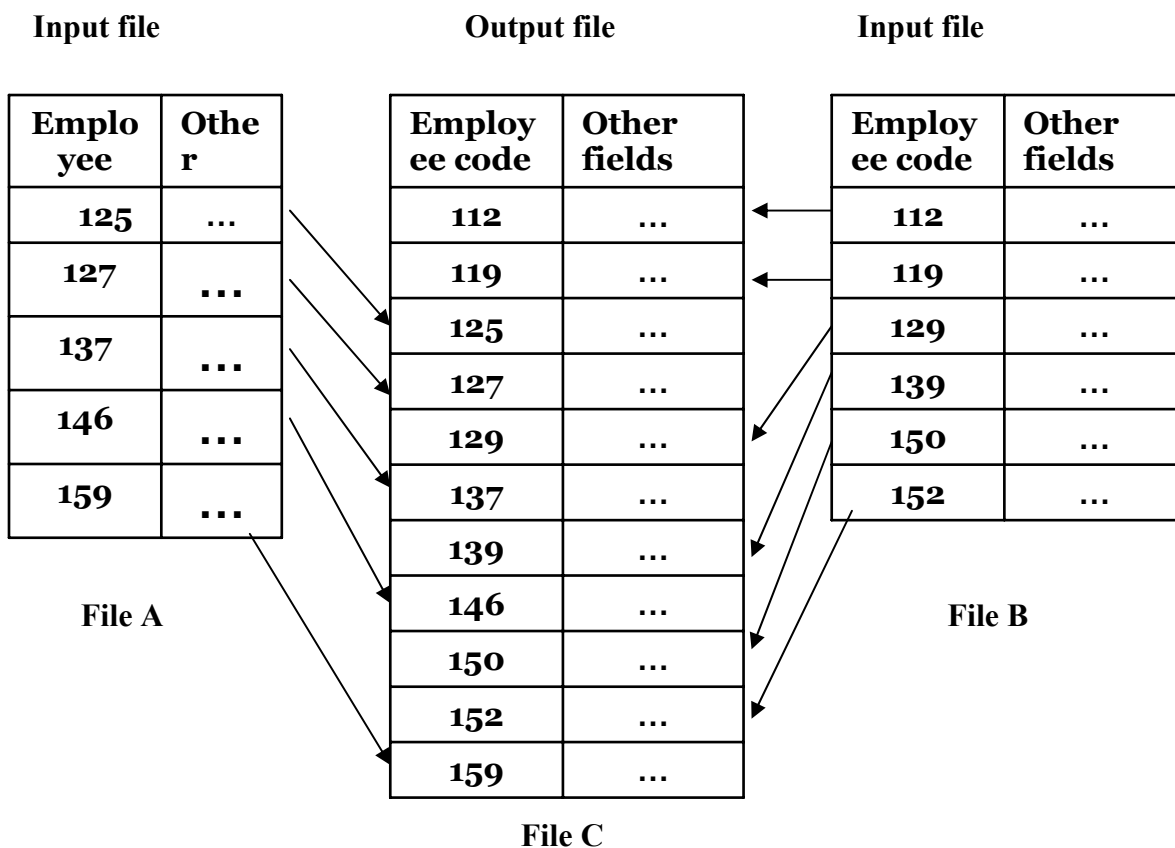 Input file
Output file
Input file
Emplo
yee
Othe
r
125 ...
127 ...
137 ...
146 ...
159 ...
File A
Employ
ee code
Other
fields
112 ...
119 ...
125 ...
127 ...
129 ...
137 ...
139 ...
146 ...
150 ...
152 ...
159 ...
File C
Employ
ee code
Other
fields
112 ...
119 ...
129 ...
139 ...
150 ...
152 ...
File B